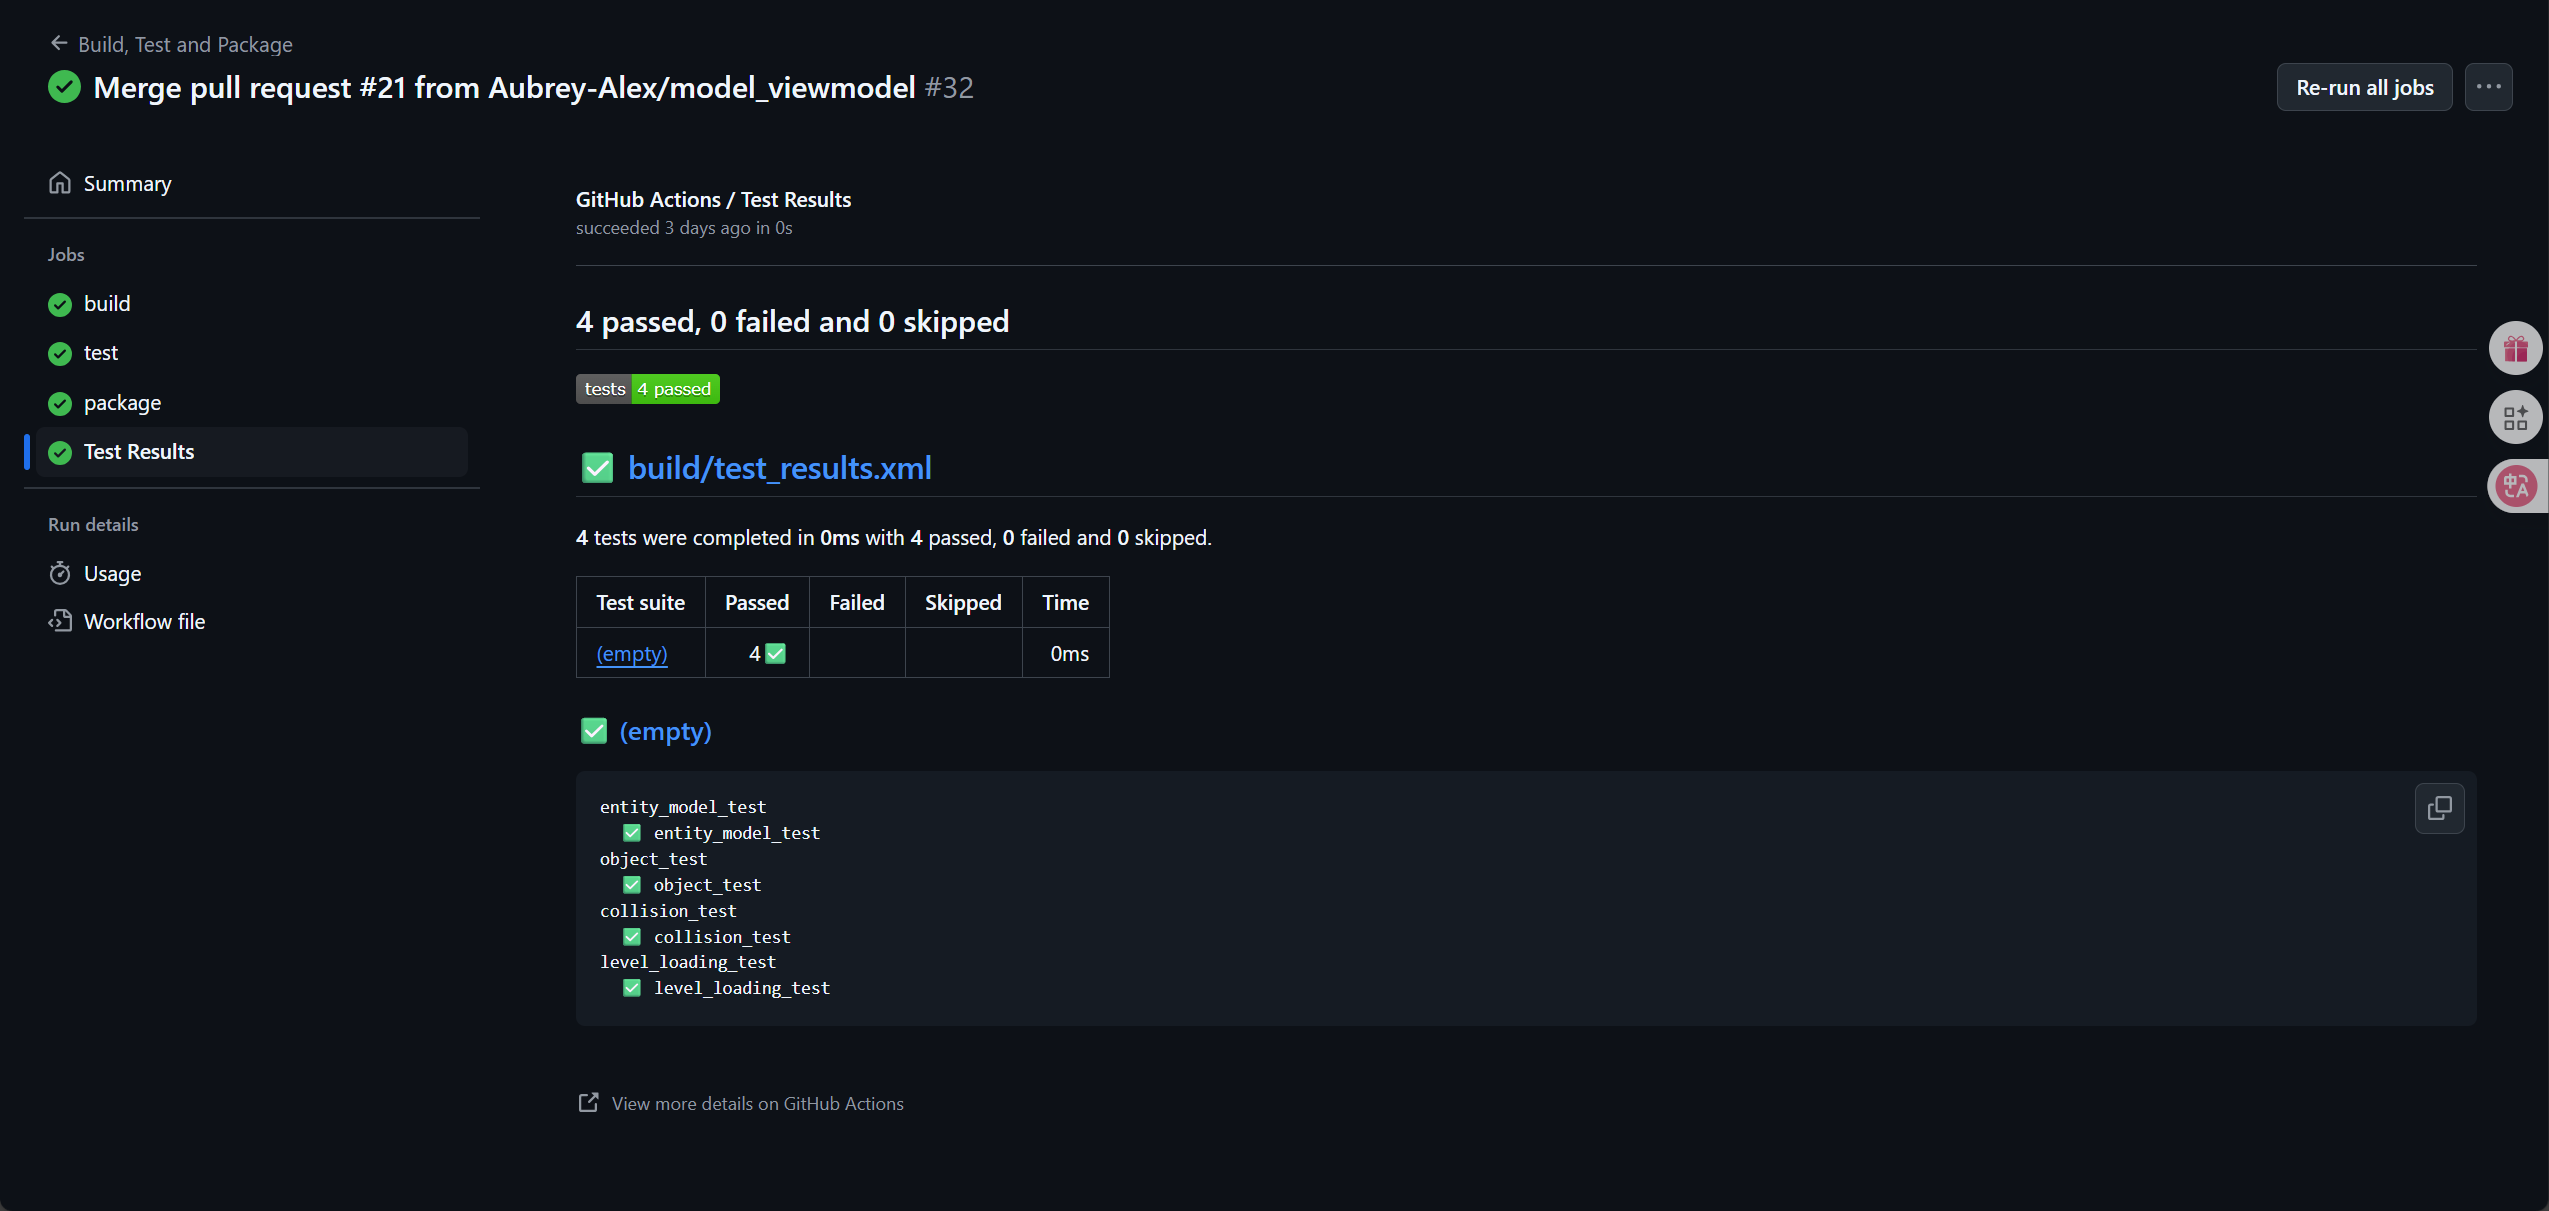 Build, Test and Package
Merge pull request #21 from Aubrey-Alex/model_viewmodel #32
Re-run all jobs
Summary
Jobs
build
test
package
Test Results
Run details
Usage
Workflow file
GitHub Actions / Test Results
succeeded 3 days ago in 0s
4 passed, 0 failed and 0 skipped
tests 4 passed
build/test_results.xml
4 tests were completed in 0ms with 4 passed, 0 failed and 0 skipped.
Test suite Passed Failed Skipped Time
(empty) 4 0ms
(empty)
entity_model_test
entity_model_test
object_test
object_test
collision_test
collision_test
level_loading_test
level_loading_test
View more details on GitHub Actions
中A